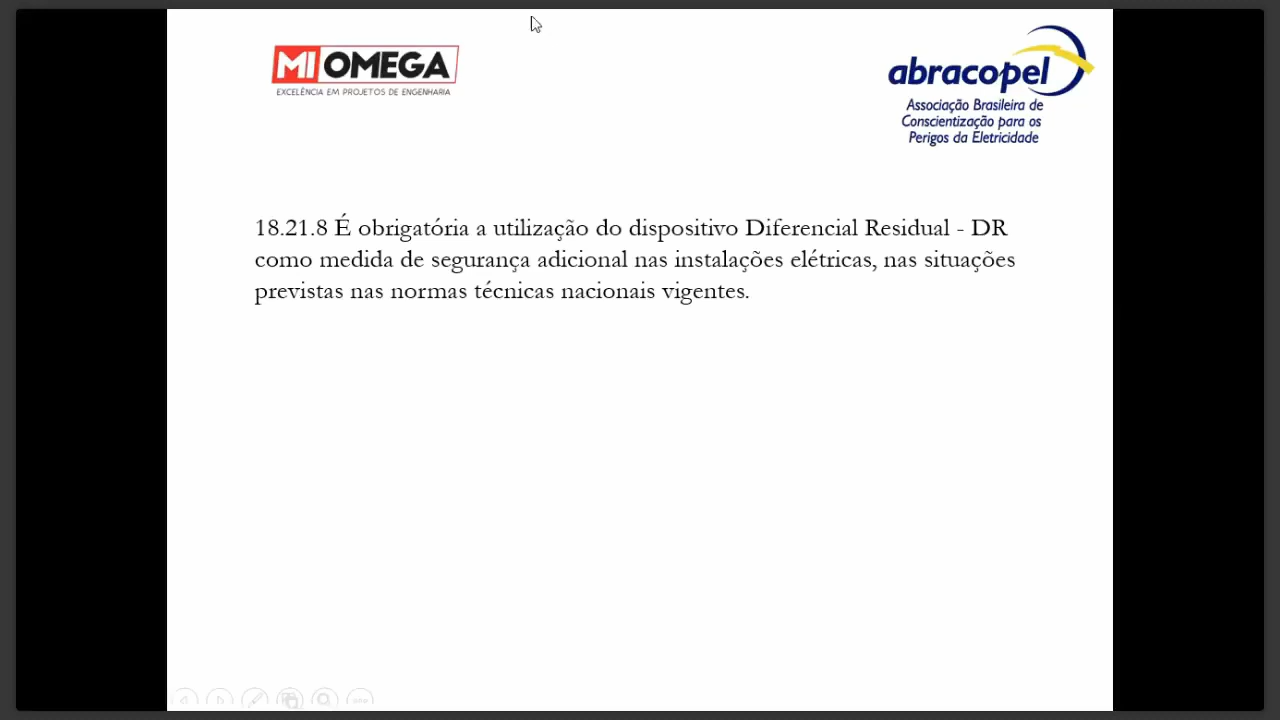 MI OMEGA
EXCELÊNCIA EM PROJETOS DE ENGENHARIA
abracopel
Associação Brasileira de
Conscientização para os
Perigos da Eletricidade
18.21.8 É obrigatória a utilização do dispositivo Diferencial Residual - DR
como medida de segurança adicional nas instalações elétricas, nas situações
previstas nas normas técnicas nacionais vigentes.